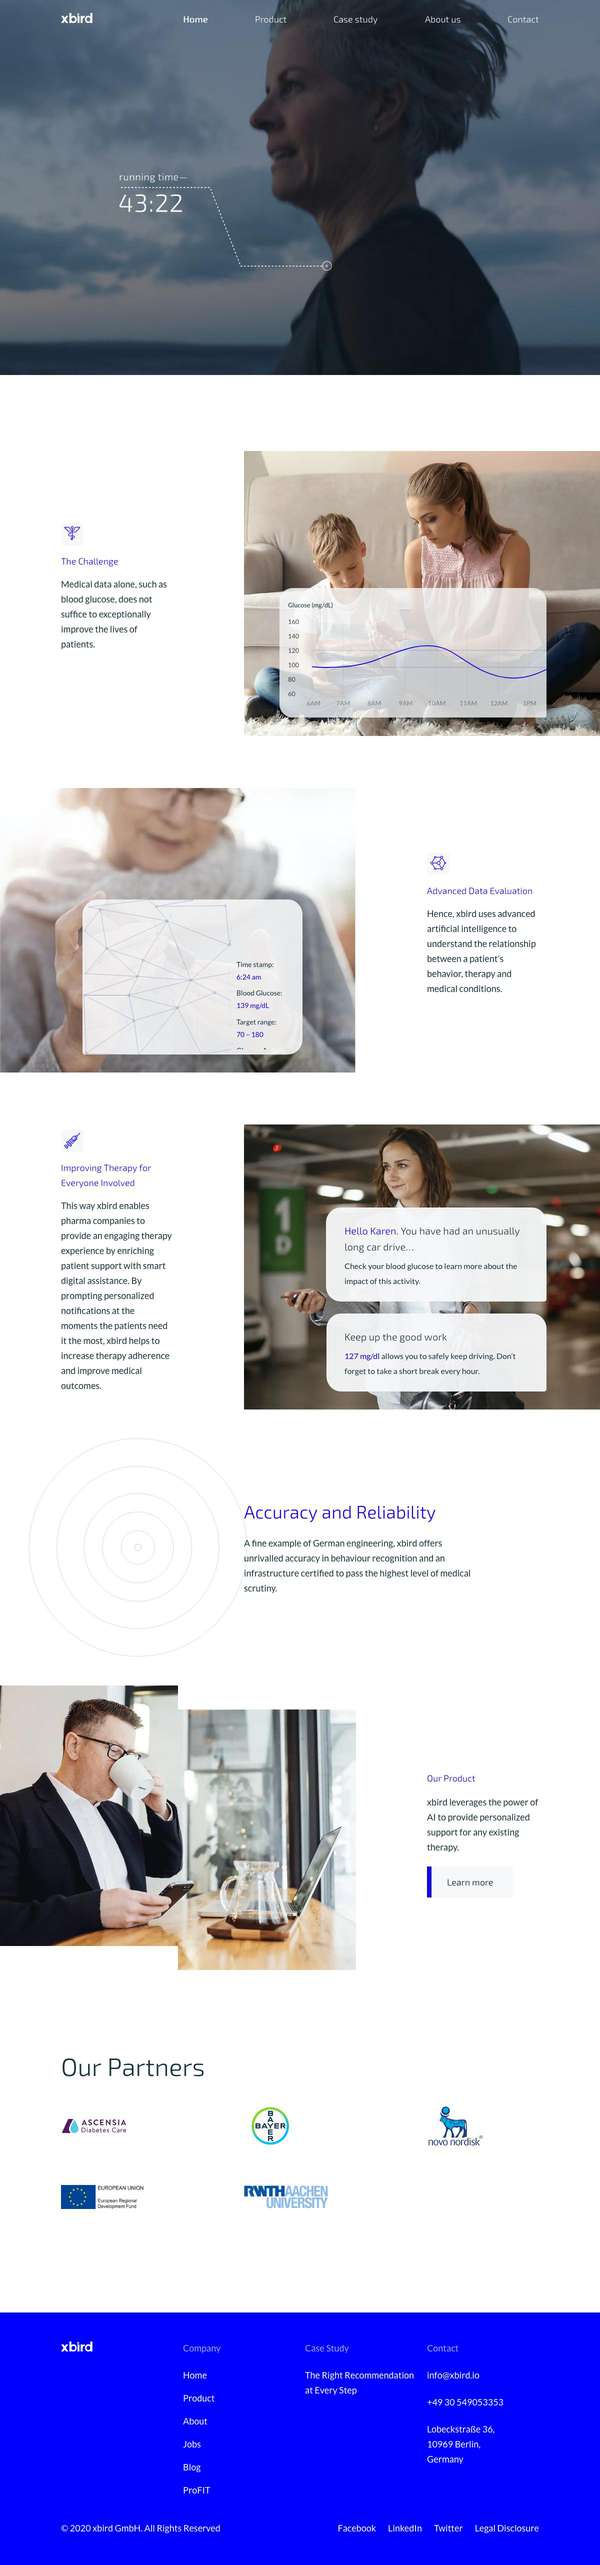 xbird
Home
Product
Case study
About us
Contact
running time—
43:22
The Challenge
Medical data alone, such as
blood glucose, does not
suffice to exceptionally
improve the lives of
patients.
Glucose (mg/dL)
160
140
120
100
80
60
6AM 7AM 8AM 9AM 10AM 11AM 12AM 1PM
Time stamp:
6:24 am
Blood Glucose:
139 mg/dL
Target range:
70 – 180
Advanced Data Evaluation
Hence, xbird uses advanced
artificial intelligence to
understand the relationship
between a patient's
behavior, therapy and
medical conditions.
Improving Therapy for
Everyone Involved
This way xbird enables
pharma companies to
provide an engaging therapy
experience by enriching
patient support with smart
digital assistance. By
prompting personalized
notifications at the
moments the patients need
it the most, xbird helps to
increase therapy adherence
and improve medical
outcomes.
1
D
Hello Karen. You have had an unusually
long car drive...
Check your blood glucose to learn more about the
impact of this activity.
Keep up the good work
127 mg/dl allows you to safely keep driving. Don't
forget to take a short break every hour.
Accuracy and Reliability
A fine example of German engineering, xbird offers
unrivalled accuracy in behaviour recognition and an
infrastructure certified to pass the highest level of medical
scrutiny.
Our Product
xbird leverages the power of
AI to provide personalized
support for any existing
therapy.
Learn more
Our Partners
ASCENSIA
Diabetes Care
BAYER
BAYER
novo nordisk®
EUROPEAN UNION
European Regional
Development Fund
RWTHAACHEN
UNIVERSITY
xbird
Company
Home
Product
About
Jobs
Blog
ProFIT
Case Study
The Right Recommendation
at Every Step
Contact
info@xbird.io
+49 30 549053353
Lobeckstraße 36,
10969 Berlin,
Germany
© 2020 xbird GmbH. All Rights Reserved
Facebook LinkedIn Twitter Legal Disclosure